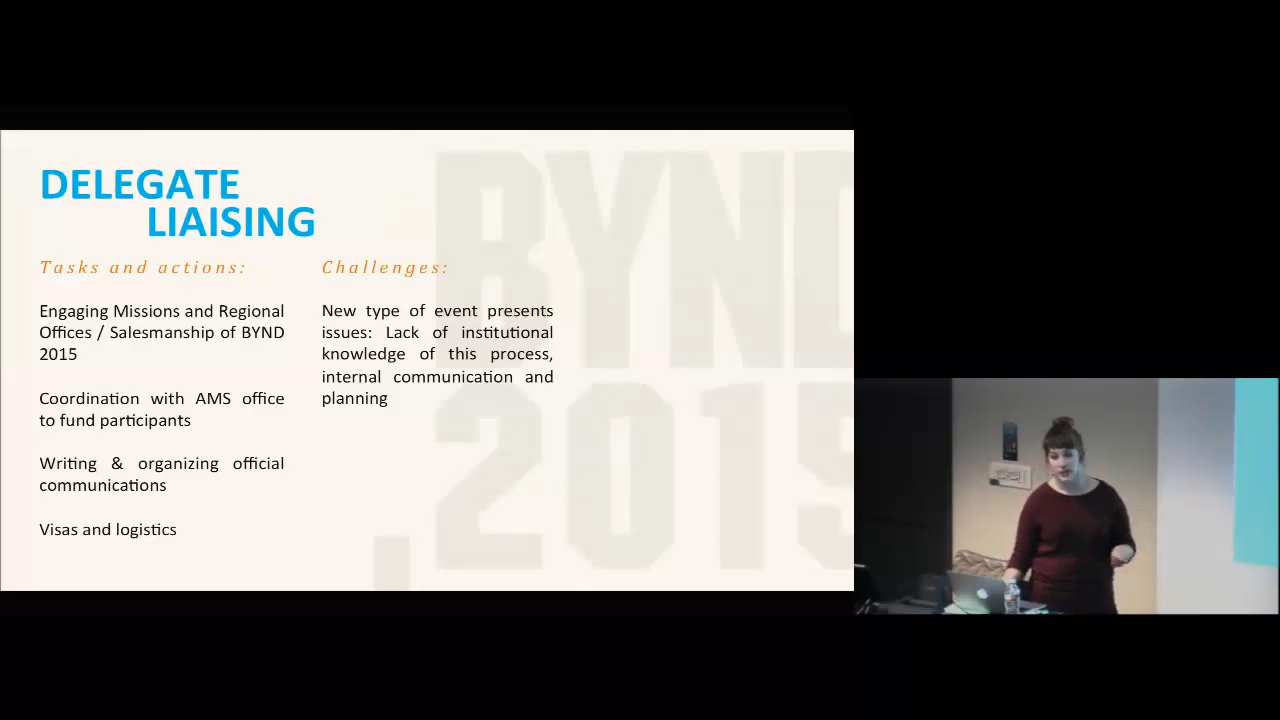 DELEGATE
LIAISING
Tasks and actions:
Engaging Missions and Regional
Offices / Salesmanship of BYND
2015
Coordination with AMS office
to fund participants
Writing & organizing official
communications
Visas and logistics
Challenges:
New type of event presents
issues: Lack of institutional
knowledge of this process,
internal communication and
planning
BYND
2015